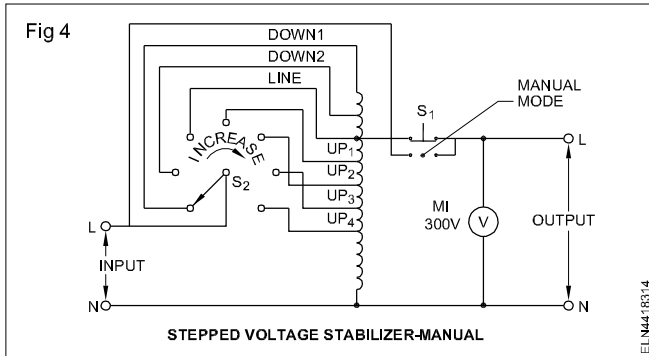 Fig 4
DOWN1
DOWN2
LINE
MANUAL
MODE
S1
INCREASE
UP1
UP2
S2
UP3
UP4
L
L
MI
300V
V
OUTPUT
INPUT
N
N
STEPPED VOLTAGE STABILIZER-MANUAL
ELN4418314